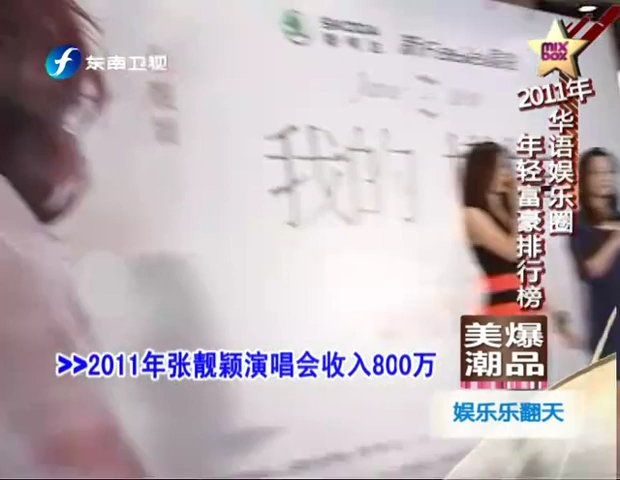 东南卫视
MIX
BOX
2011年
华语娱乐圈
年轻富豪排行榜
我的
>>2011年张靓颖演唱会收入800万
美爆
潮品
娱乐乐翻天